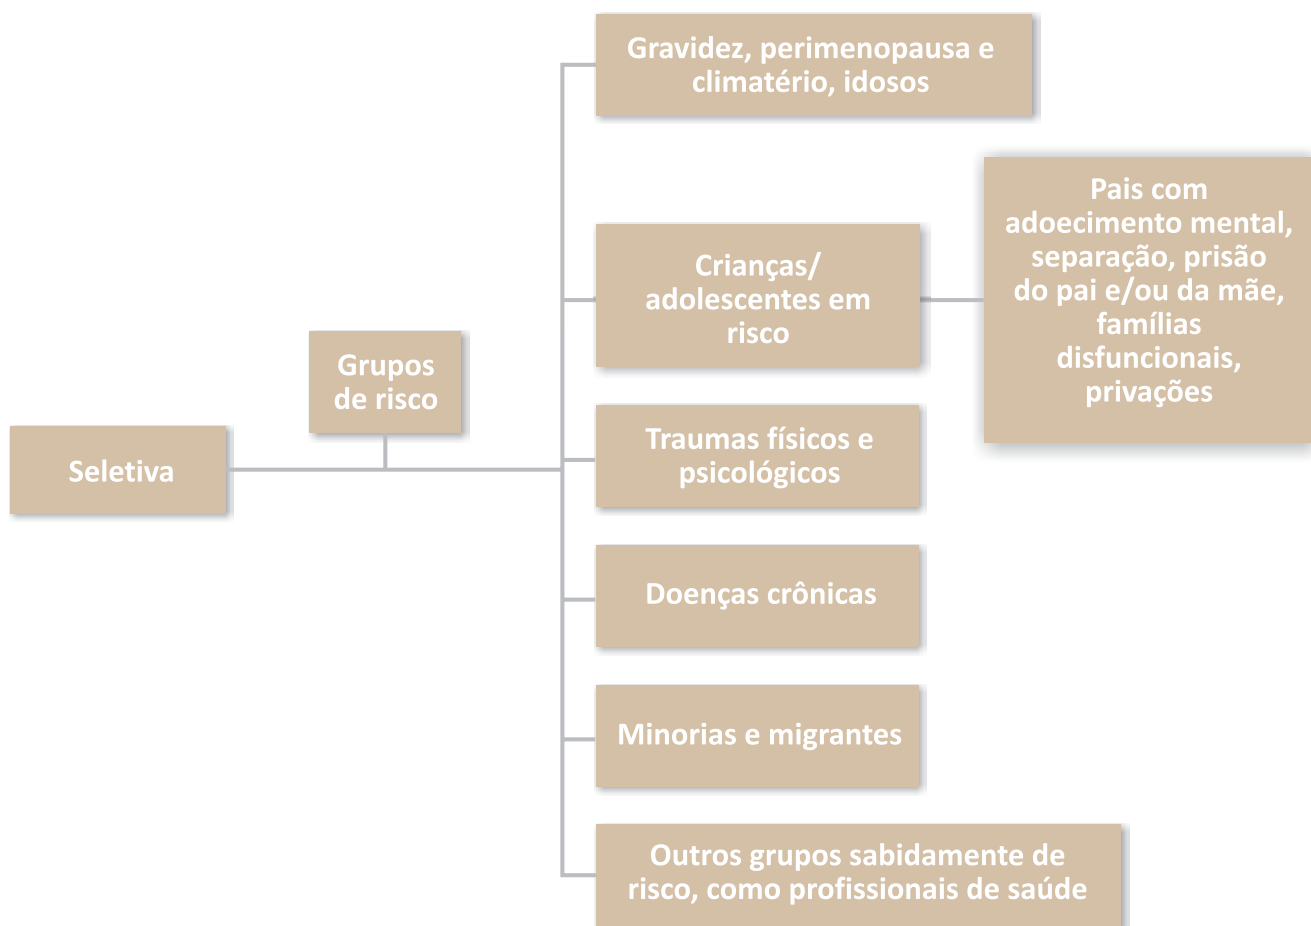 Gravidez, perimenopausa e
climatério, idosos
Pais com
adoecimento mental,
separação, prisão
do pai e/ou da mãe,
famílias
disfuncionais,
privações
Crianças/
adolescentes em
risco
Grupos
de risco
Traumas físicos e
psicológicos
Seletiva
Doenças crônicas
Minorias e migrantes
Outros grupos sabidamente de
risco, como profissionais de saúde